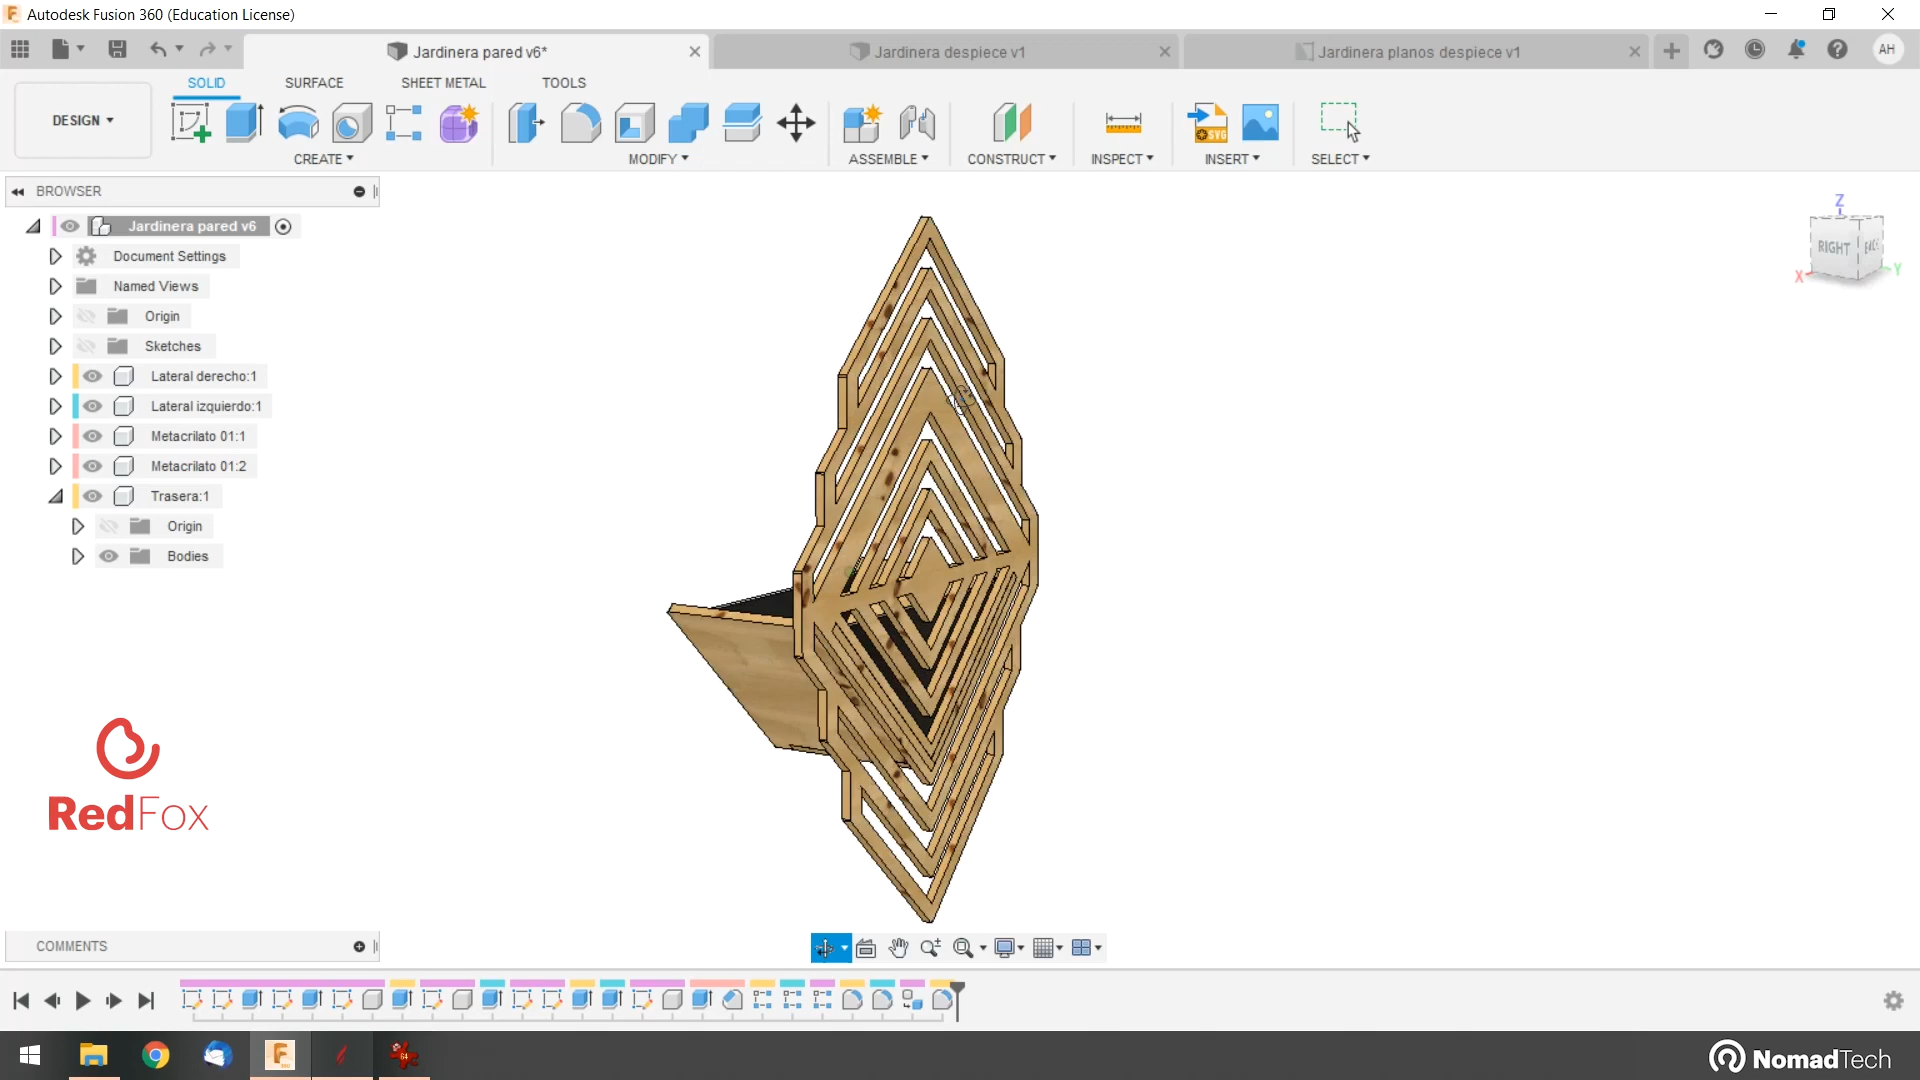 Autodesk Fusion 360 (Education License)
Jardinera pared v6*
Jardinera despiece v1
Jardinera planos despiece v1
AH
SOLID
SURFACE
SHEET METAL
TOOLS
DESIGN
CREATE
MODIFY
ASSEMBLE
CONSTRUCT
INSPECT
SVG
INSERT
SELECT
BROWSER
Jardinera pared v6
Document Settings
Named Views
Origin
Sketches
Lateral derecho:1
Lateral izquierdo:1
Metacrilato 01:1
Metacrilato 01:2
Trasera:1
Origin
Bodies
Z
RIGHT
BACK
X
Y
RedFox
COMMENTS
64
NomadTech